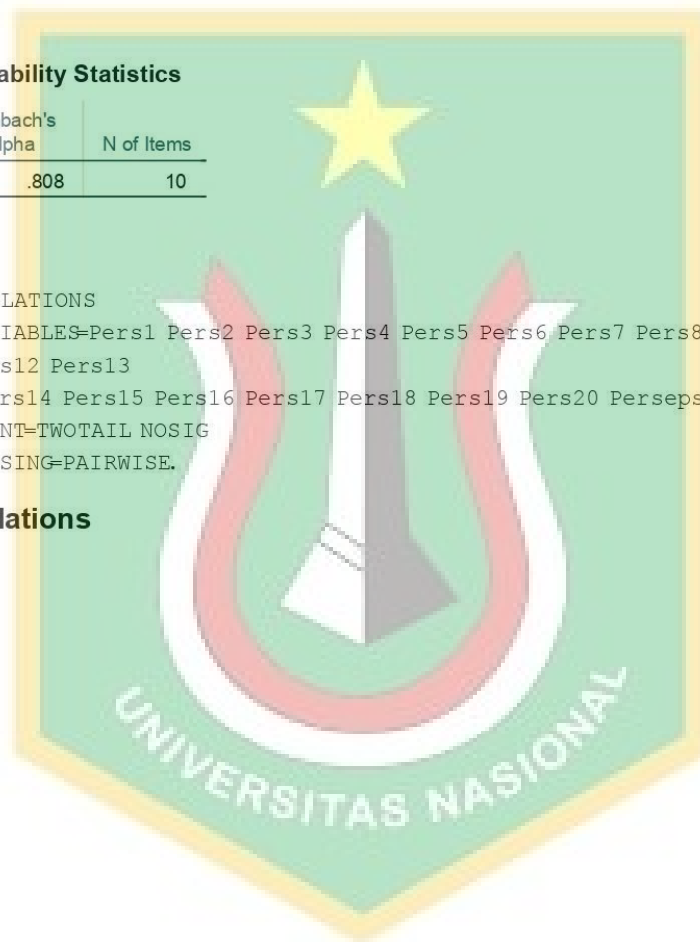 ability Statistics
bach's
lpha N of Items
.808 10
LATIONS
IABLES=Pers1 Pers2 Pers3 Pers4 Pers5 Pers6 Pers7 Pers8
s12 Pers13
rs14 Pers15 Pers16 Pers17 Pers18 Pers19 Pers20 Perseps
NT=TWOTAIL NOSIG
SING=PAIRWISE.
lations
UNIVERSITAS NASIONAL